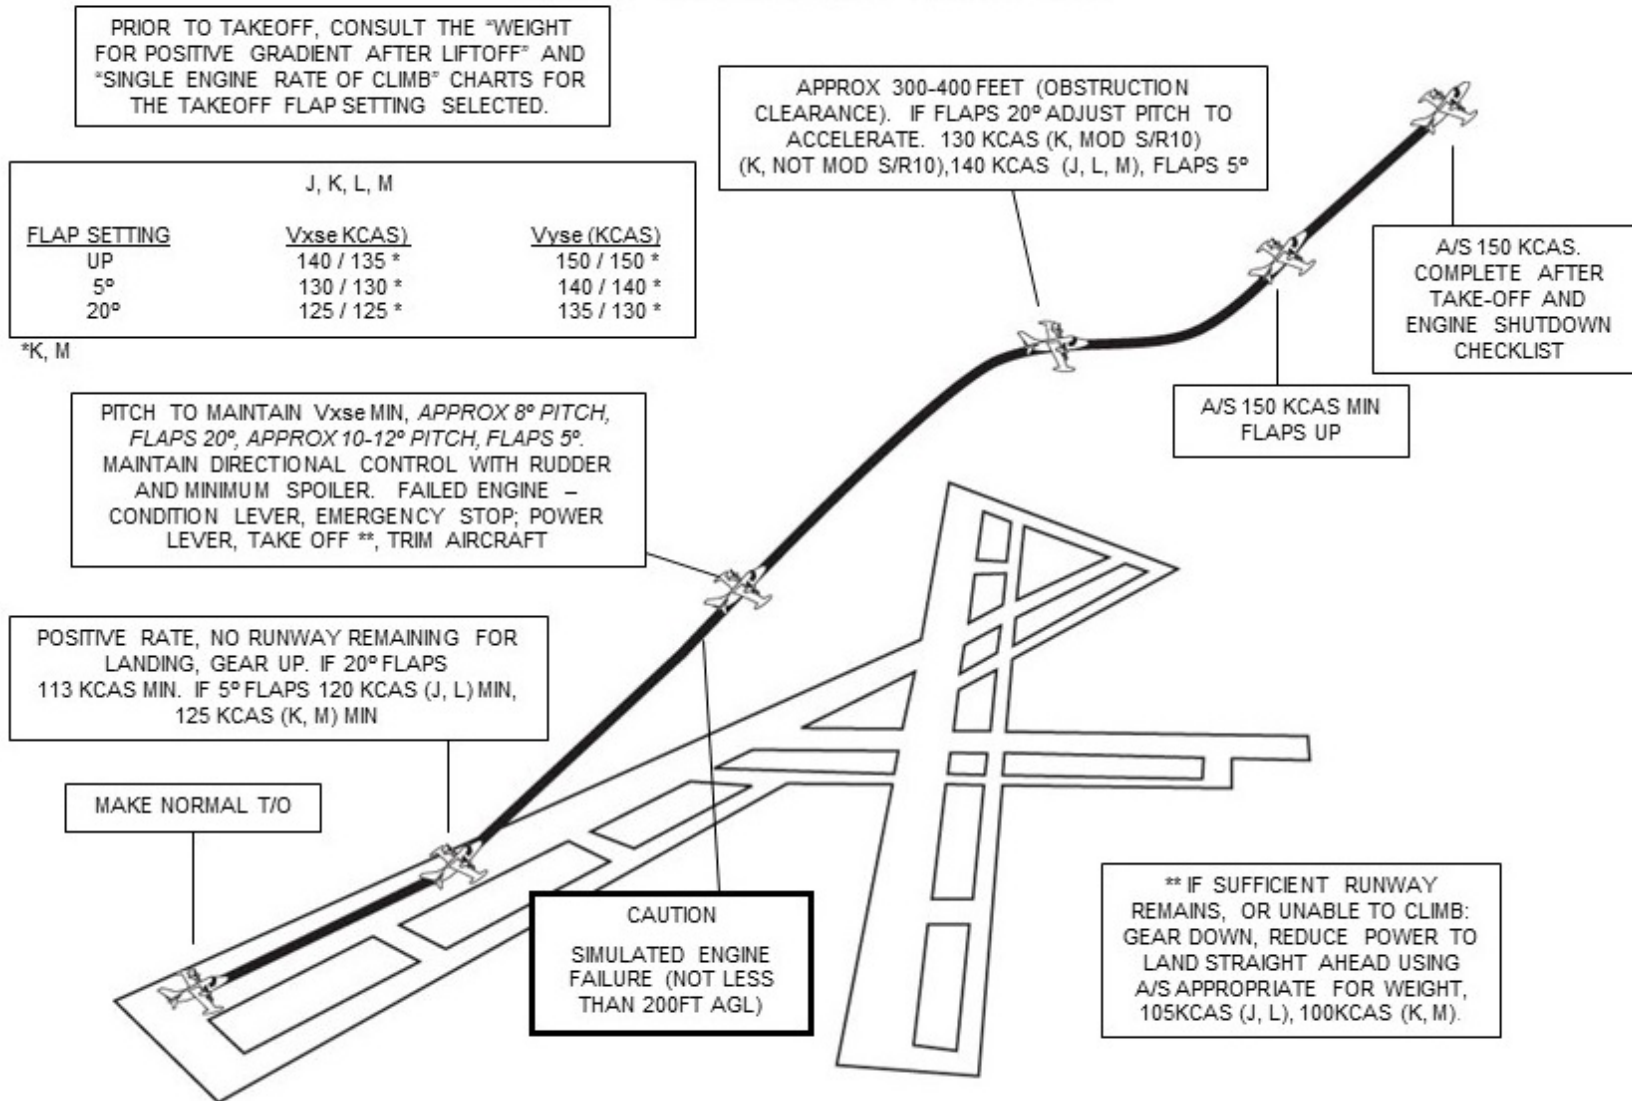 PRIOR TO TAKEOFF, CONSULT THE "WEIGHT
FOR POSITIVE GRADIENT AFTER LIFTOFF" AND
"SINGLE ENGINE RATE OF CLIMB" CHARTS FOR
THE TAKEOFF FLAP SETTING SELECTED.
J, K, L, M
FLAP SETTING Vxse KCAS) Vyse (KCAS)
UP 140 / 135 * 150 / 150 *
5º 130 / 130 * 140 / 140 *
20º 125 / 125 * 135 / 130 *
*K, M
APPROX 300-400 FEET (OBSTRUCTION
CLEARANCE). IF FLAPS 20º ADJUST PITCH TO
ACCELERATE. 130 KCAS (K, MOD S/R10)
(K, NOT MOD S/R10),140 KCAS (J, L, M), FLAPS 5º
A/S 150 KCAS.
COMPLETE AFTER
TAKE-OFF AND
ENGINE SHUTDOWN
CHECKLIST
A/S 150 KCAS MIN
FLAPS UP
PITCH TO MAINTAIN Vxse MIN, APPROX 8º PITCH,
FLAPS 20º, APPROX 10-12º PITCH, FLAPS 5º.
MAINTAIN DIRECTIONAL CONTROL WITH RUDDER
AND MINIMUM SPOILER. FAILED ENGINE –
CONDITION LEVER, EMERGENCY STOP; POWER
LEVER, TAKE OFF **, TRIM AIRCRAFT
POSITIVE RATE, NO RUNWAY REMAINING FOR
LANDING, GEAR UP. IF 20º FLAPS
113 KCAS MIN. IF 5º FLAPS 120 KCAS (J, L) MIN,
125 KCAS (K, M) MIN
MAKE NORMAL T/O
CAUTION
SIMULATED ENGINE
FAILURE (NOT LESS
THAN 200FT AGL)
** IF SUFFICIENT RUNWAY
REMAINS, OR UNABLE TO CLIMB:
GEAR DOWN, REDUCE POWER TO
LAND STRAIGHT AHEAD USING
A/S APPROPRIATE FOR WEIGHT,
105KCAS (J, L), 100KCAS (K, M).